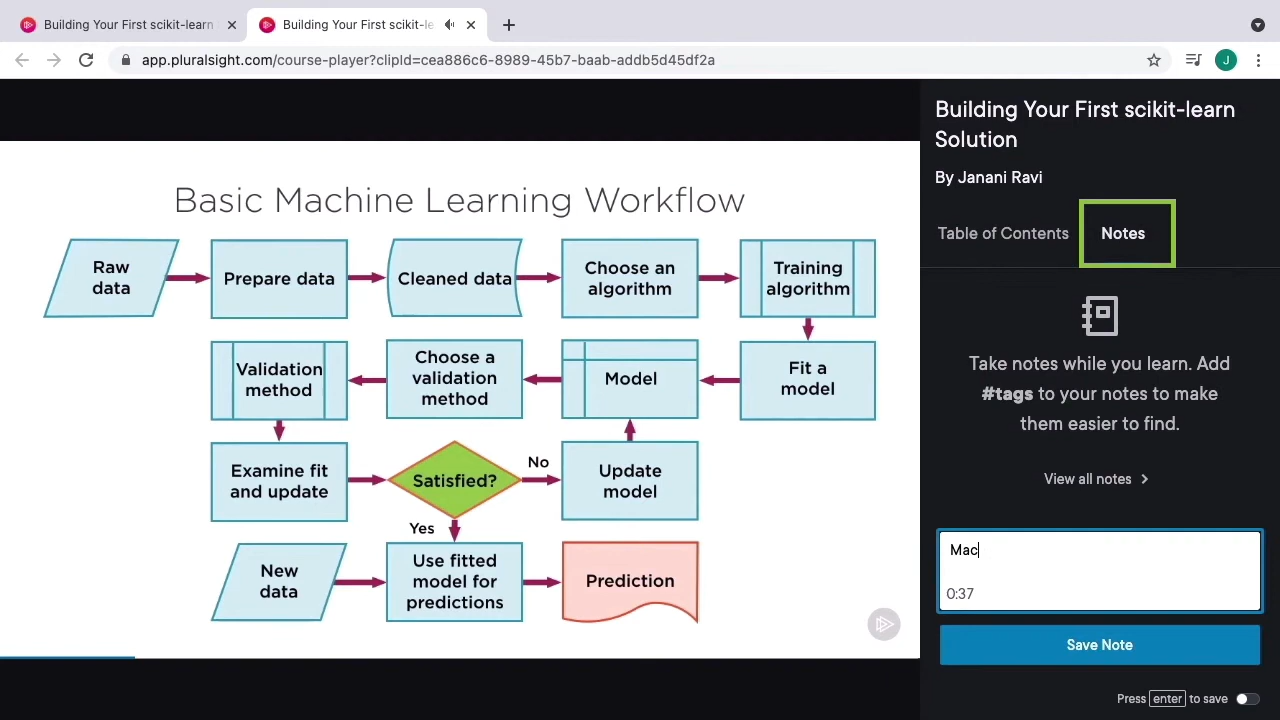 Building Your First scikit-learn
Building Your First scikit-le
J
app.pluralsight.com/course-player?clipId=cea886c6-8989-45b7-baab-addb5d45df2a
Basic Machine Learning Workflow
Raw
data
Prepare data
Cleaned data
Choose an
algorithm
Training
algorithm
Validation
method
Choose a
validation
method
Model
Fit a
model
Examine fit
and update
Satisfied?
No
Update
model
Yes
New
data
Use fitted
model for
predictions
Prediction
Building Your First scikit-learn
Solution
By Janani Ravi
Table of Contents
Notes
Take notes while you learn. Add
#tags to your notes to make
them easier to find.
View all notes
Mac
0:37
Save Note
Press enter to save